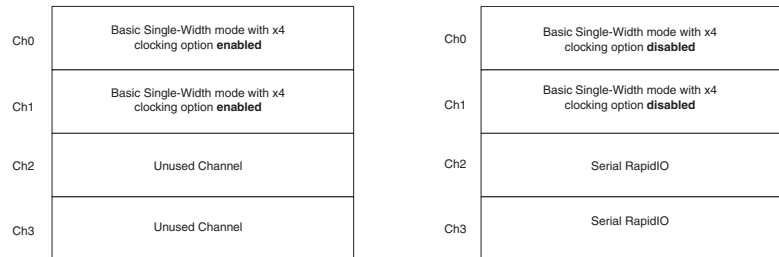 Ch0
Basic Single-Width mode with x4
clocking option enabled
Ch1
Basic Single-Width mode with x4
clocking option enabled
Ch2
Unused Channel
Ch3
Unused Channel
Ch0
Basic Single-Width mode with x4
clocking option disabled
Ch1
Basic Single-Width mode with x4
clocking option disabled
Ch2
Serial RapidIO
Ch3
Serial RapidIO